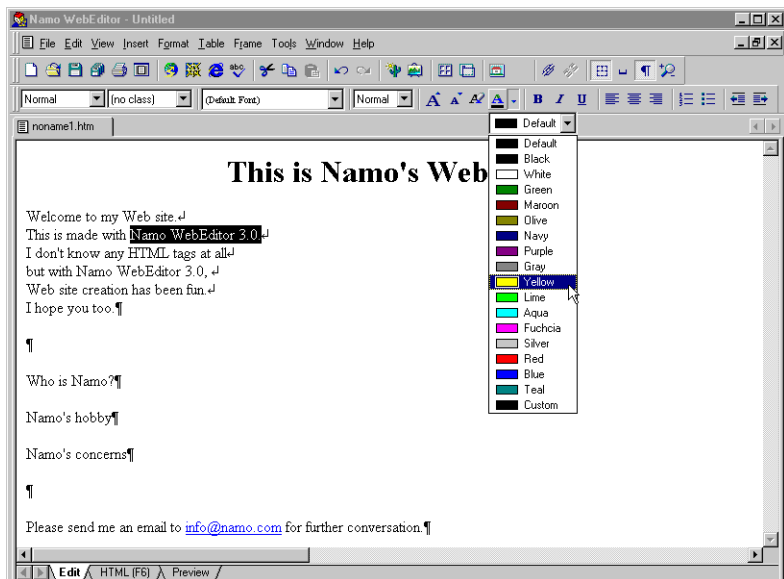 Namo WebEditor - Untitled
File Edit View Insert Format Table Frame Tools Window Help
Normal (no class) (Default Font) Normal A A A A B I U
noname1.htm
Default
Default
Black
White
Green
Maroon
Olive
Navy
Purple
Gray
Yellow
Lime
Aqua
Fuchcia
Silver
Red
Blue
Teal
Custom
This is Namo's Web
Welcome to my Web site.↵
This is made with Namo WebEditor 3.0.↵
I don't know any HTML tags at all↵
but with Namo WebEditor 3.0, ↵
Web site creation has been fun.↵
I hope you too.¶
¶
Who is Namo?¶
Namo's hobby¶
Namo's concerns¶
¶
Please send me an email to info@namo.com for further conversation.¶
Edit HTML (F6) Preview